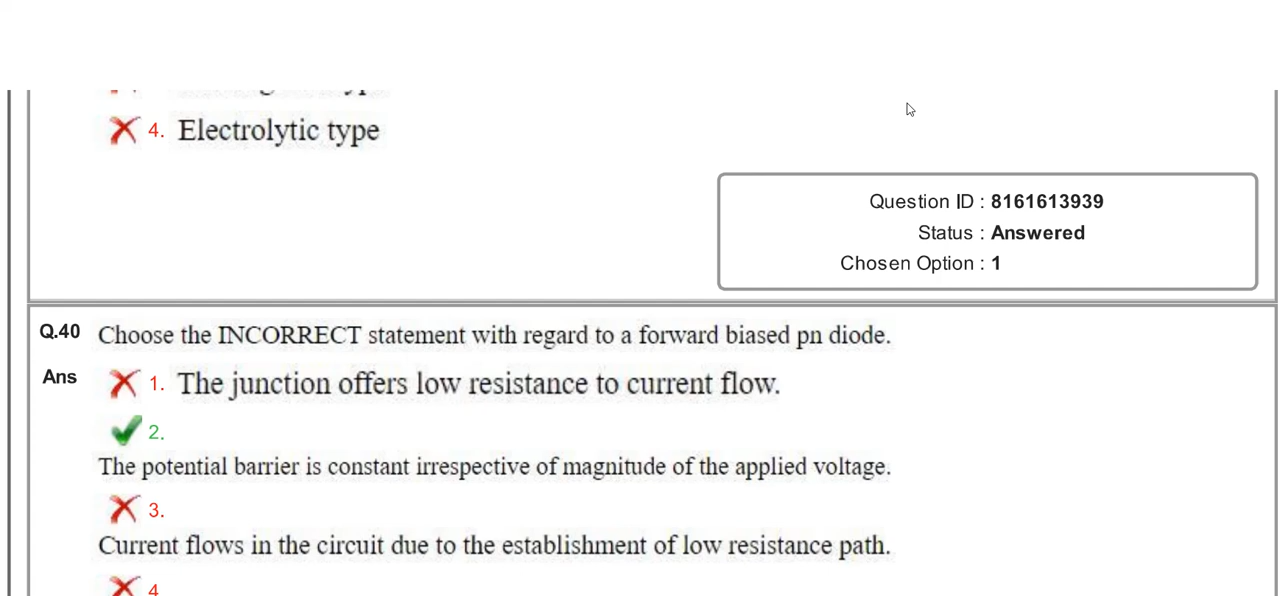 4. Electrolytic type
Question ID : 8161613939
Status : Answered
Chosen Option : 1
Q.40 Choose the INCORRECT statement with regard to a forward biased pn diode.
Ans 1. The junction offers low resistance to current flow.
2.
The potential barrier is constant irrespective of magnitude of the applied voltage.
3.
Current flows in the circuit due to the establishment of low resistance path.
4